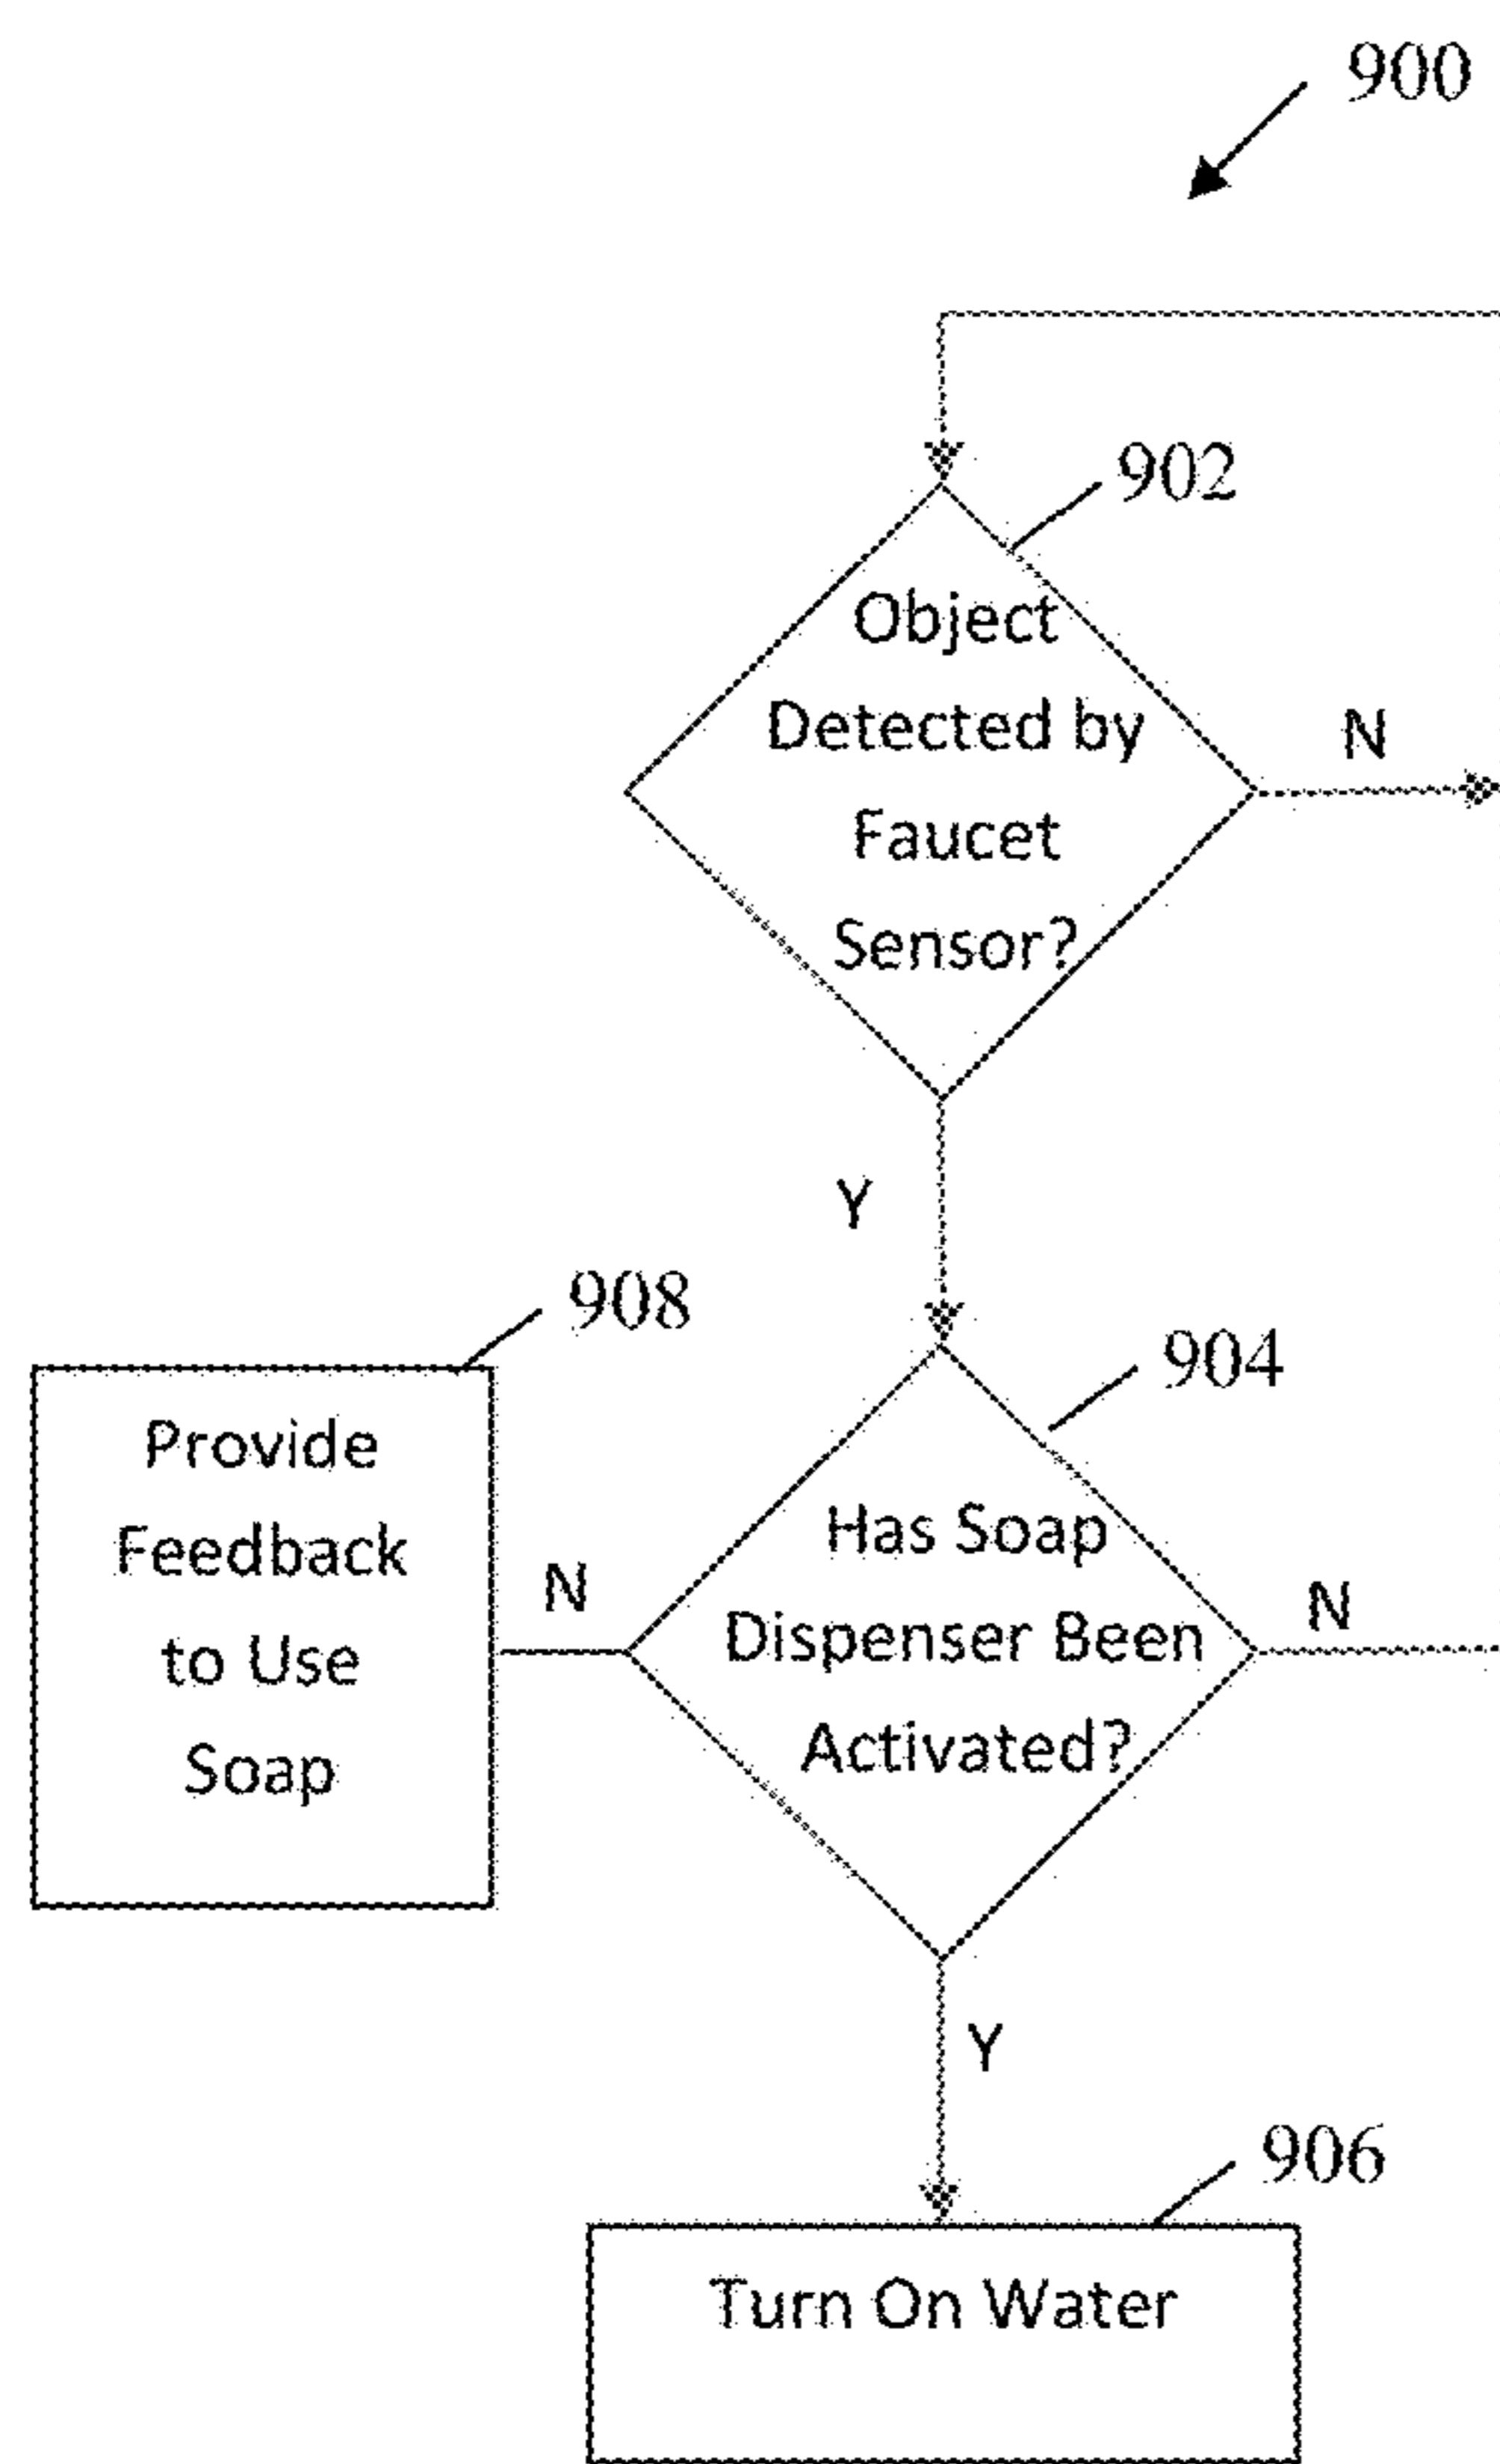 900
902
Object
Detected by
Faucet
Sensor?
N
Y
908
904
Provide
Feedback
to Use
Soap
N
Has Soap
Dispenser Been
Activated?
N
Y
906
Turn On Water